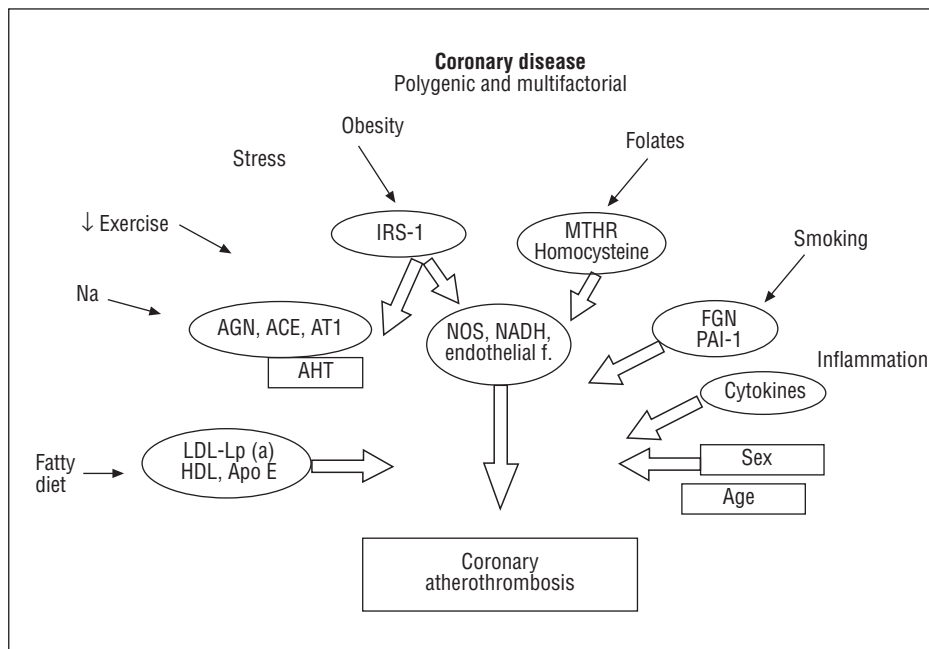 Coronary disease
Polygenic and multifactorial
Obesity
Stress
Folates
↓ Exercise
IRS-1
MTHR
Homocysteine
Smoking
Na
AGN, ACE, AT1
AHT
NOS, NADH,
endothelial f.
FGN
PAI-1
Inflammation
Cytokines
Fatty
diet
LDL-Lp (a)
HDL, Apo E
Sex
Age
Coronary
atherothrombosis